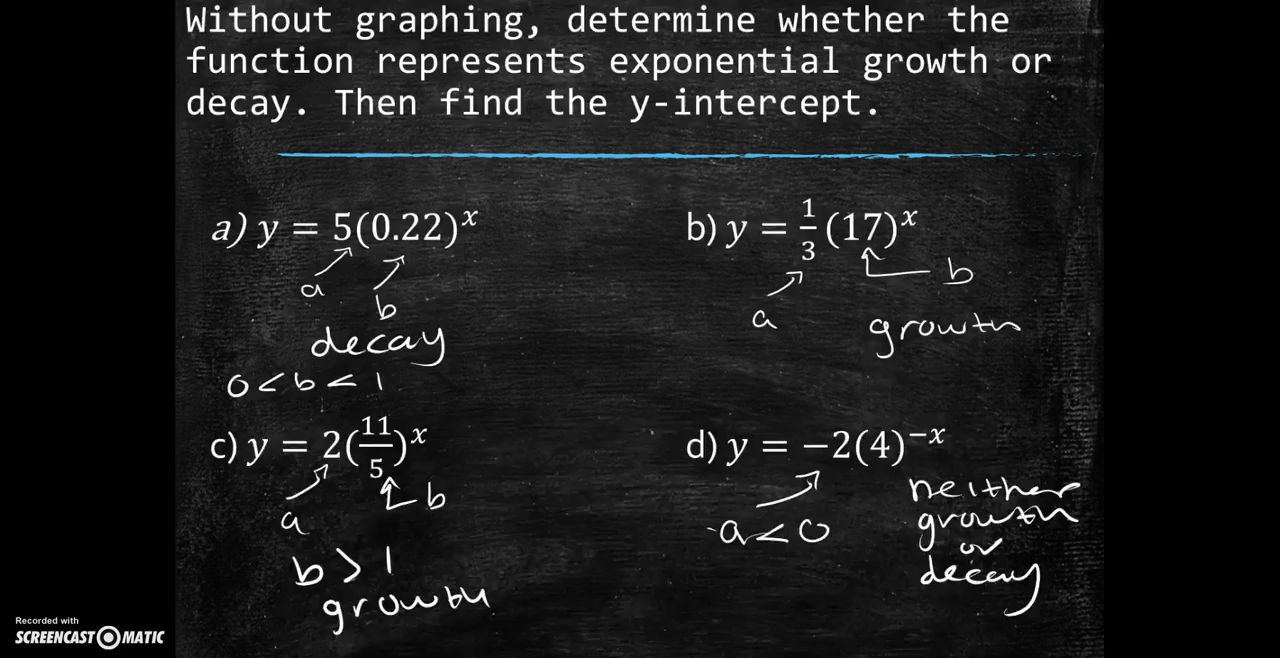 Without graphing, determine whether the
function represents exponential growth or
decay. Then find the y-intercept.
a) y = 5(0.22)^x
a
b
decay
0 < b < 1
b) y = 1/3 (17)^x
a
b
growth
c) y = 2(11/5)^x
a
b
b > 1
growth
d) y = −2(4)^−x
a < 0
neither
growth
or
decay
Recorded with
SCREENCAST MATIC